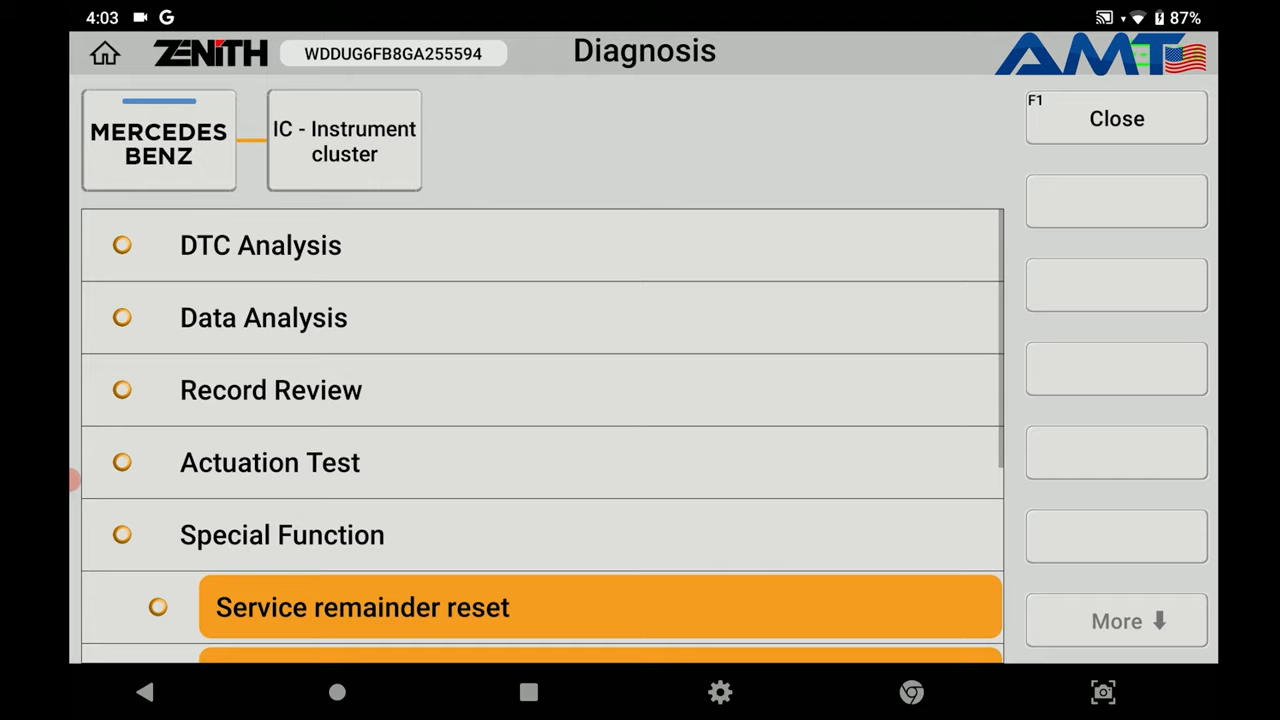 4:03
G
87%
ZENITH
WDDUG6FB8GA255594
Diagnosis
AMT
MERCEDES
BENZ
IC - Instrument
cluster
F1
Close
DTC Analysis
Data Analysis
Record Review
Actuation Test
Special Function
Service remainder reset
More